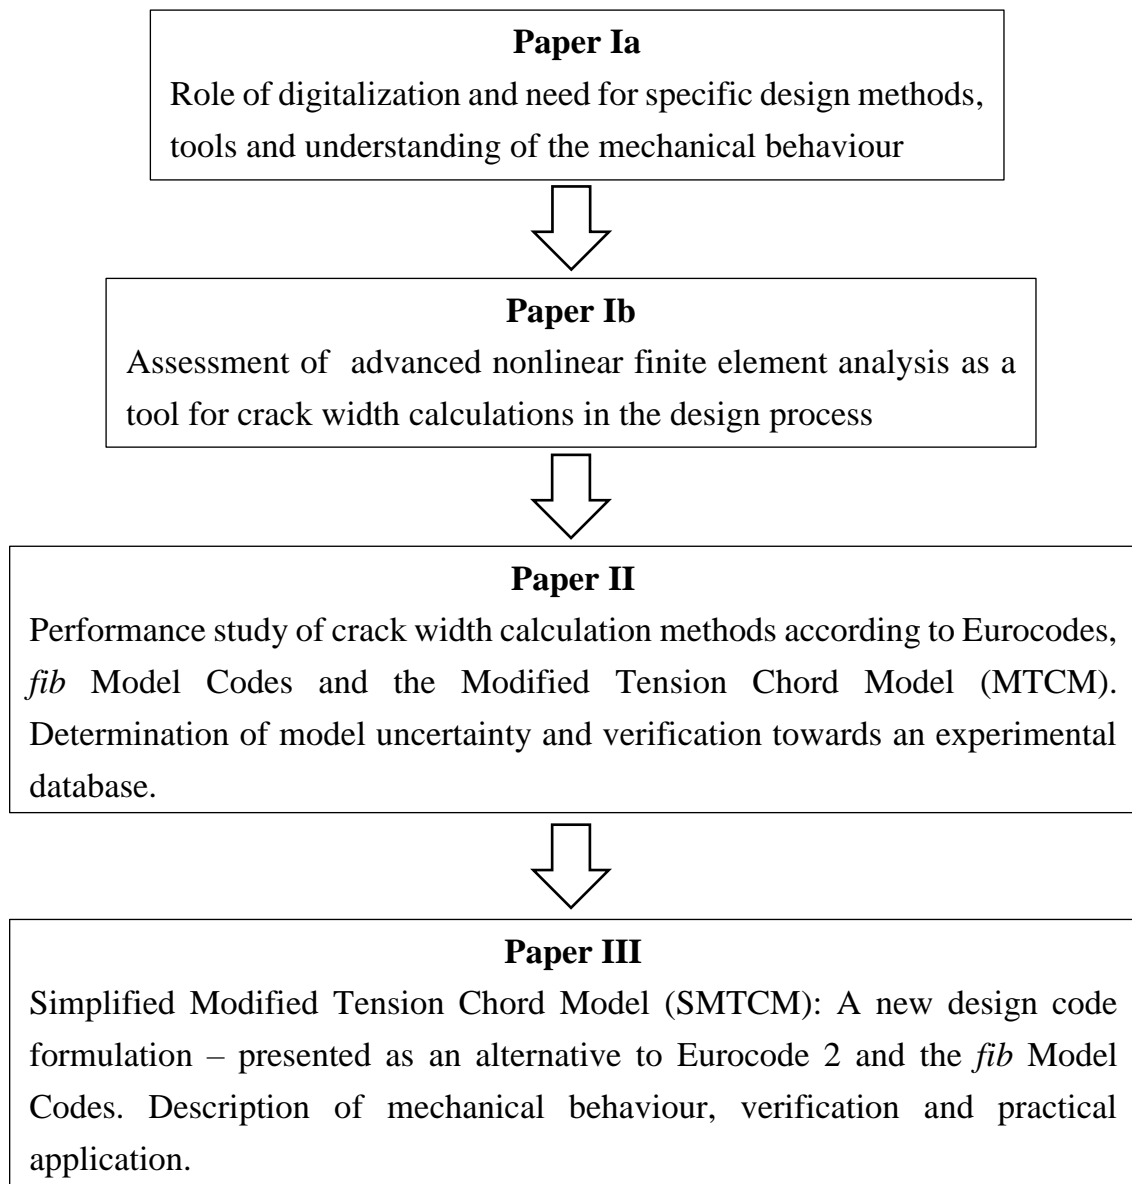 Paper Ia
Role of digitalization and need for specific design methods,
tools and understanding of the mechanical behaviour
Paper Ib
Assessment of advanced nonlinear finite element analysis as a
tool for crack width calculations in the design process
Paper II
Performance study of crack width calculation methods according to Eurocodes,
fib Model Codes and the Modified Tension Chord Model (MTCM).
Determination of model uncertainty and verification towards an experimental
database.
Paper III
Simplified Modified Tension Chord Model (SMTCM): A new design code
formulation – presented as an alternative to Eurocode 2 and the fib Model
Codes. Description of mechanical behaviour, verification and practical
application.